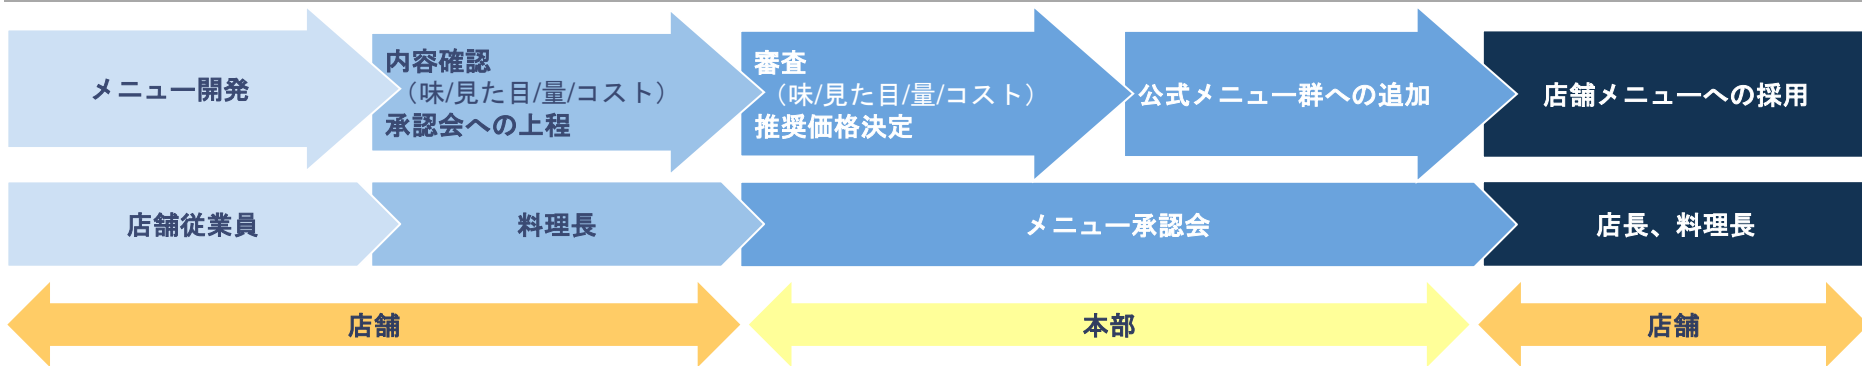 メニュー開発
内容確認
（味/見た目/量/コスト）
承認会への上程
審査
（味/見た目/量/コスト）
推奨価格決定
公式メニュー群への追加
店舗メニューへの採用
店舗従業員
料理長
メニュー承認会
店長、料理長
店舗
本部
店舗